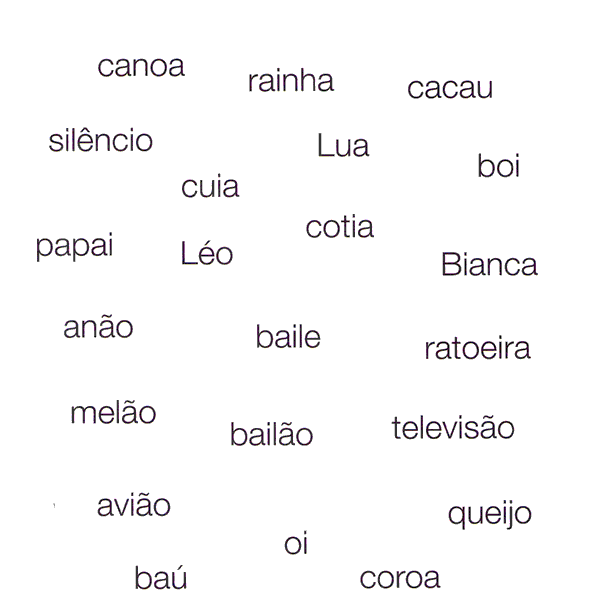 canoa
rainha
cacau
silêncio
Lua
boi
cuia
cotia
papai
Léo
Bianca
anão
baile
ratoeira
melão
bailão
televisão
avião
queijo
oi
baú
coroa